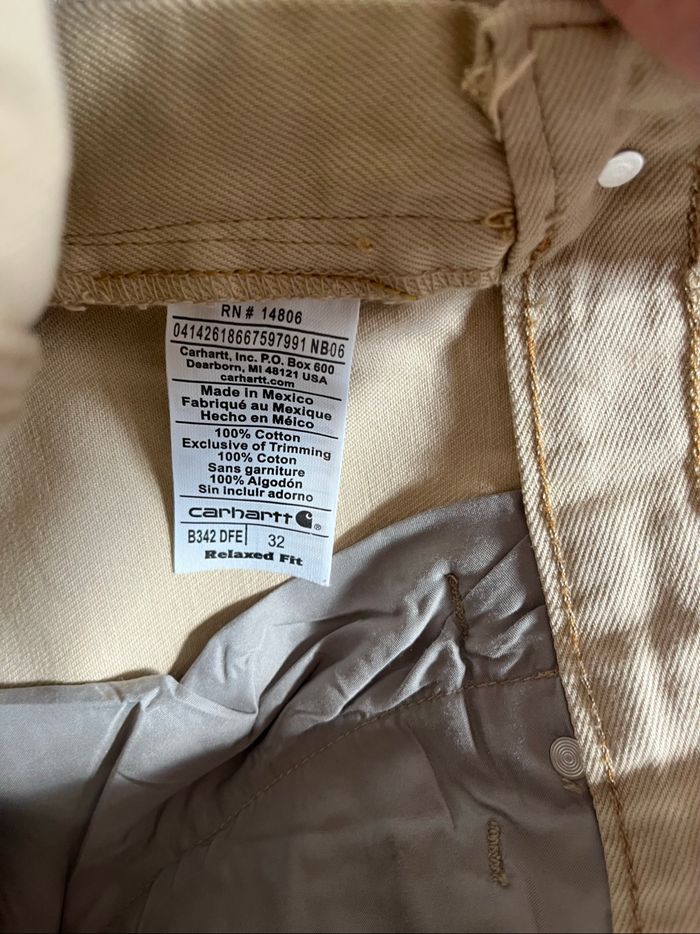 RN # 14806
04142618667597991 NB06
Carhartt, Inc. P.O. Box 600
Dearborn, MI 48121 USA
carhartt.com
Made in Mexico
Fabriqué au Mexique
Hecho en México
100% Cotton
Exclusive of Trimming
100% Coton
Sans garniture
100% Algodón
Sin Incluir adorno
carhartt ®
B342 DFE 32
Relaxed Fit